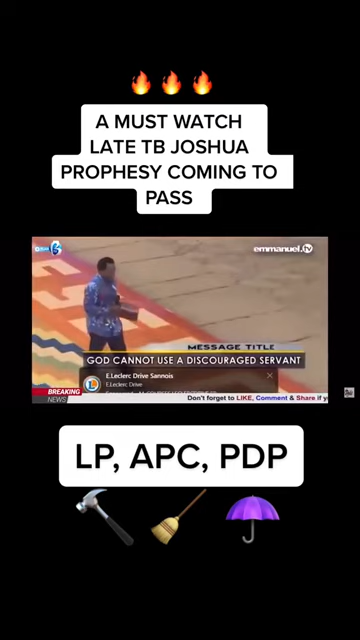 A MUST WATCH
LATE TB JOSHUA
PROPHESY COMING TO
PASS
emmanuel.tv
MESSAGE TITLE
GOD CANNOT USE A DISCOURAGED SERVANT
E.Leclerc Drive Sannois
E.Leclerc Drive
BREAKING
NEWS
Don't forget to LIKE, Comment & Share if y
LP, APC, PDP